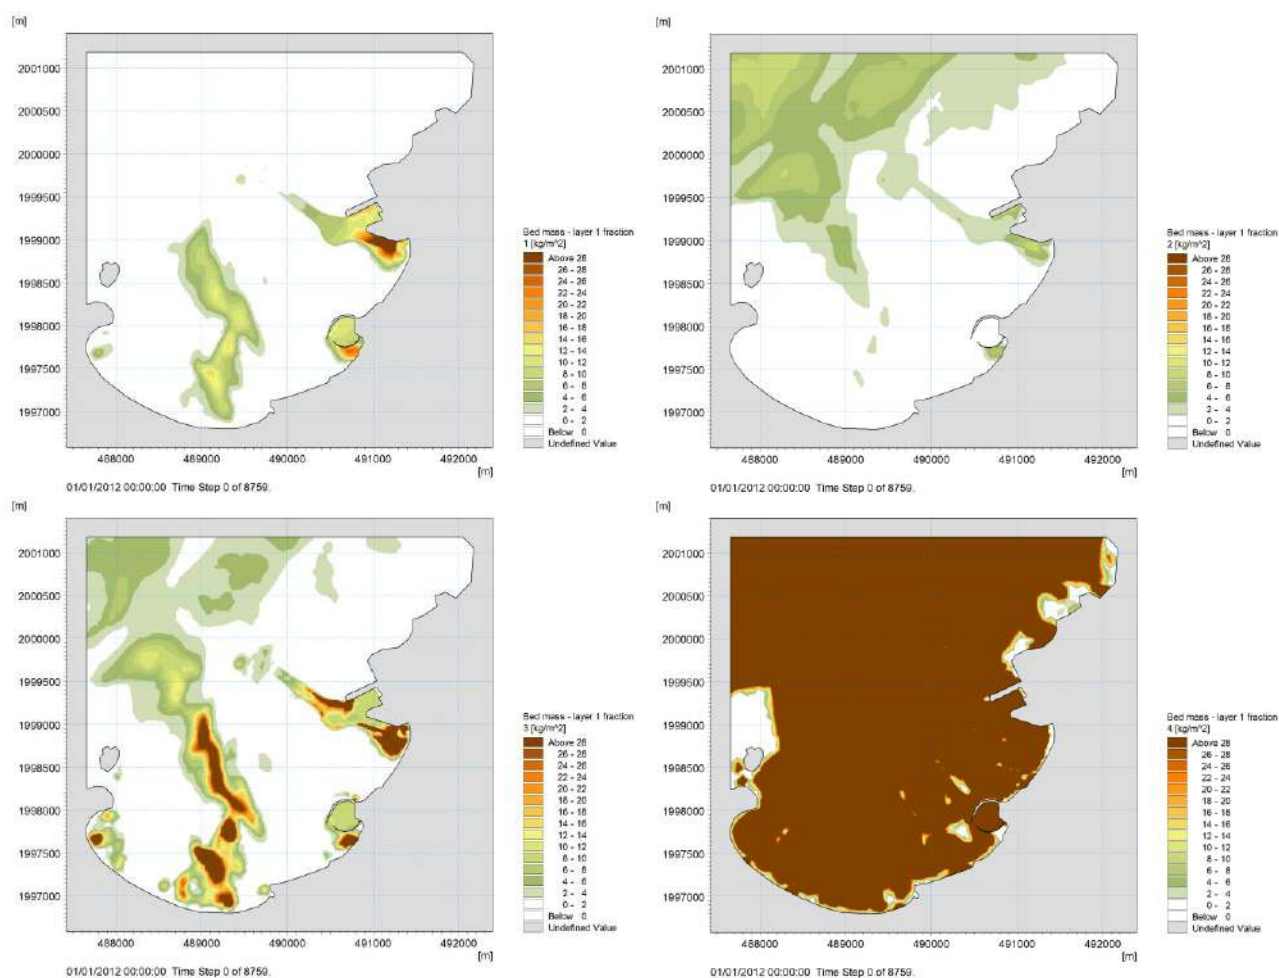 [m]
2001000
2000500
2000000
1999500
1999000
1998500
1998000
1997500
1997000
488000 489000 490000 491000 492000
[m]
01/01/2012 00:00:00 Time Step 0 of 8759.
Bed mass - layer 1 fraction
1 [kg/m^2]
Above 28
26 - 28
24 - 26
22 - 24
20 - 22
18 - 20
16 - 18
14 - 16
12 - 14
10 - 12
8 - 10
6 - 8
4 - 6
2 - 4
0 - 2
Below 0
Undefined Value
[m]
2001000
2000500
2000000
1999500
1999000
1998500
1998000
1997500
1997000
488000 489000 490000 491000 492000
[m]
01/01/2012 00:00:00 Time Step 0 of 8759.
Bed mass - layer 1 fraction
2 [kg/m^2]
Above 28
26 - 28
24 - 26
22 - 24
20 - 22
18 - 20
16 - 18
14 - 16
12 - 14
10 - 12
8 - 10
6 - 8
4 - 6
2 - 4
0 - 2
Below 0
Undefined Value
[m]
2001000
2000500
2000000
1999500
1999000
1998500
1998000
1997500
1997000
488000 489000 490000 491000 492000
[m]
01/01/2012 00:00:00 Time Step 0 of 8759.
Bed mass - layer 1 fraction
3 [kg/m^2]
Above 28
26 - 28
24 - 26
22 - 24
20 - 22
18 - 20
16 - 18
14 - 16
12 - 14
10 - 12
8 - 10
6 - 8
4 - 6
2 - 4
0 - 2
Below 0
Undefined Value
[m]
2001000
2000500
2000000
1999500
1999000
1998500
1998000
1997500
1997000
488000 489000 490000 491000 492000
[m]
01/01/2012 00:00:00 Time Step 0 of 8759.
Bed mass - layer 1 fraction
4 [kg/m^2]
Above 28
26 - 28
24 - 26
22 - 24
20 - 22
18 - 20
16 - 18
14 - 16
12 - 14
10 - 12
8 - 10
6 - 8
4 - 6
2 - 4
0 - 2
Below 0
Undefined Value